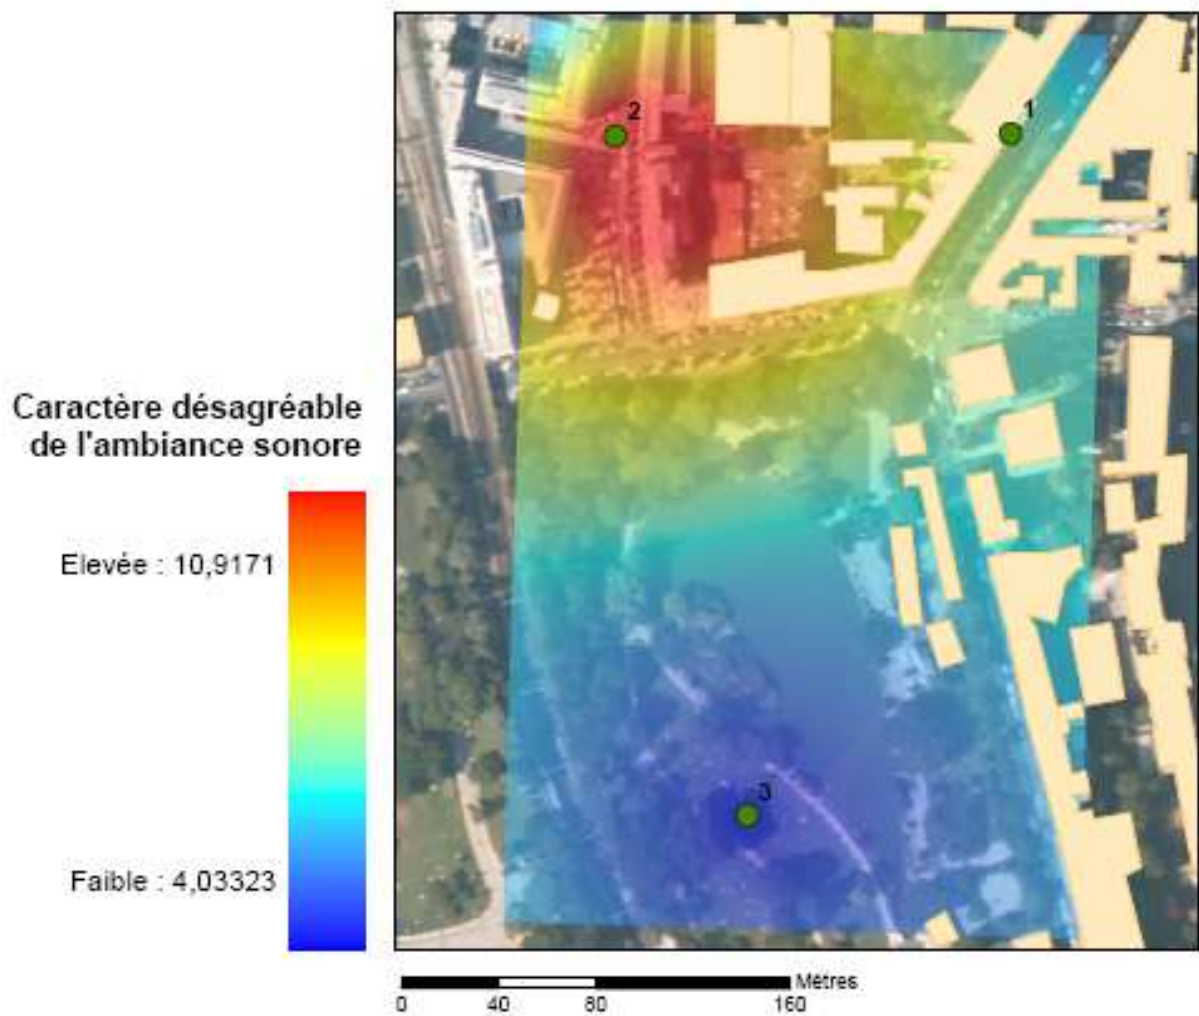 2
1
Caractère désagréable
de l'ambiance sonore
Elevée : 10,9171
Faible : 4,03323
3
Mètres
0 40 80 160